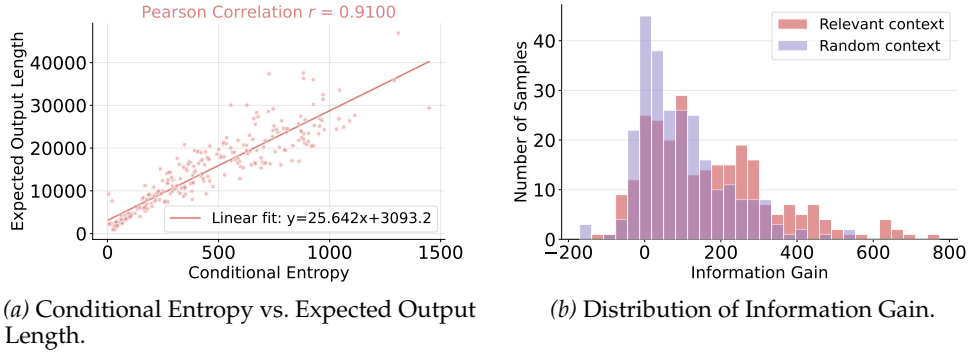 Pearson Correlation r = 0.9100
Expected Output Length
40000
30000
20000
10000
0
Linear fit: y=25.642x+3093.2
0 500 1000 1500
Conditional Entropy
(a) Conditional Entropy vs. Expected Output
Length.
Number of Samples
40
30
20
10
0
Relevant context
Random context
−200 0 200 400 600 800
Information Gain
(b) Distribution of Information Gain.